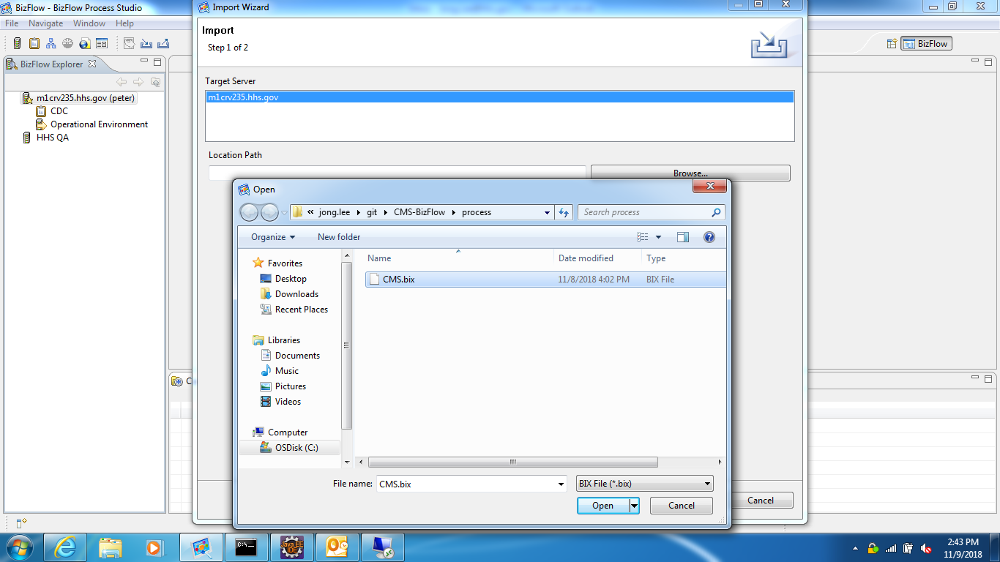 BizFlow - BizFlow Process Studio
File Navigate Window Help
BizFlow
BizFlow Explorer
m1crv235.hhs.gov (peter)
CDC
Operational Environment
HHS QA
Import Wizard
Import
Step 1 of 2
Target Server
m1crv235.hhs.gov
Location Path
Browse...
Cancel
Open
« jong.lee git CMS-BizFlow process
Search process
Organize New folder
Favorites
Desktop
Downloads
Recent Places
Libraries
Documents
Music
Pictures
Videos
Computer
OSDisk (C:)
Name Date modified Type
CMS.bix 11/8/2018 4:02 PM BIX File
File name: CMS.bix BIX File (*.bix)
Open Cancel
C:\
Java EE
IDE
2:43 PM
11/9/2018